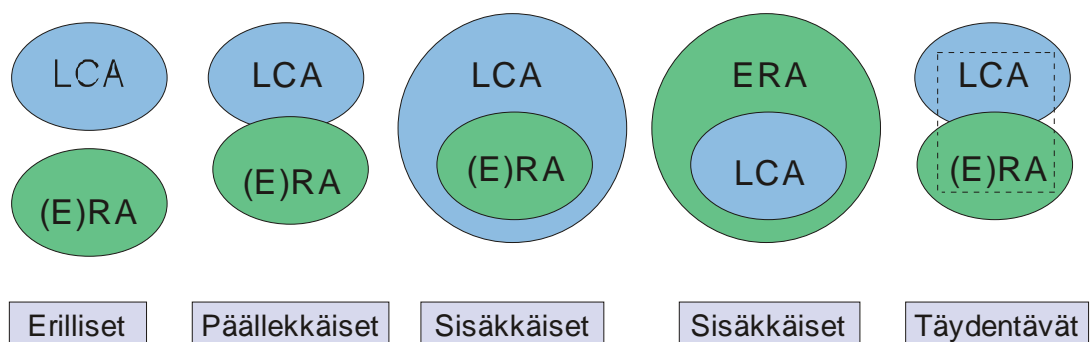 LCA
(E)RA
LCA
(E)RA
LCA
(E)RA
ERA
LCA
LCA
(E)RA
Erilliset
Päällekkäiset
Sisäkkäiset
Sisäkkäiset
Täydentävät